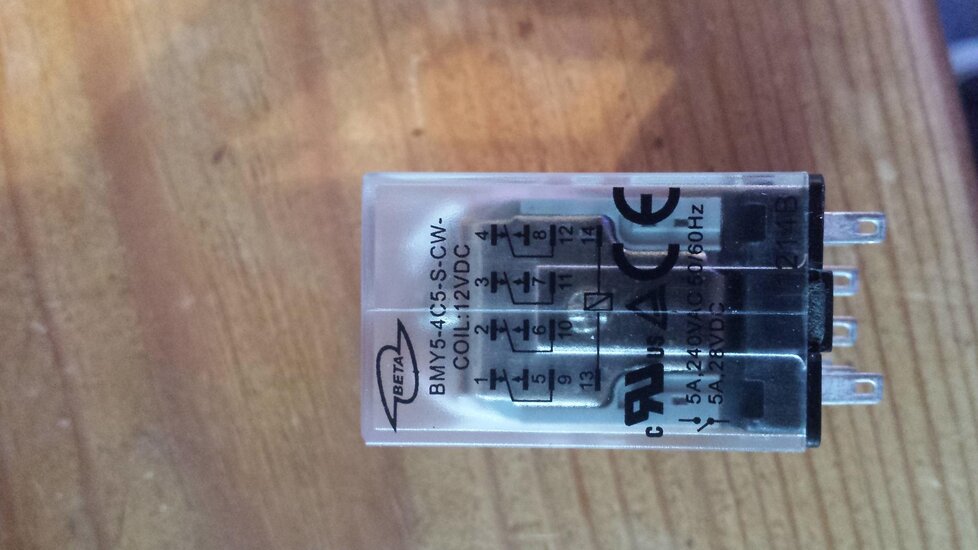 BETA
BMY5-4C5-S-CW-
COIL:12VDC
1 2 3 4
5 6 7 8
9 10 11 12
13 14
c RU us CE
5A,240VAC,50/60Hz
5A,28VDC